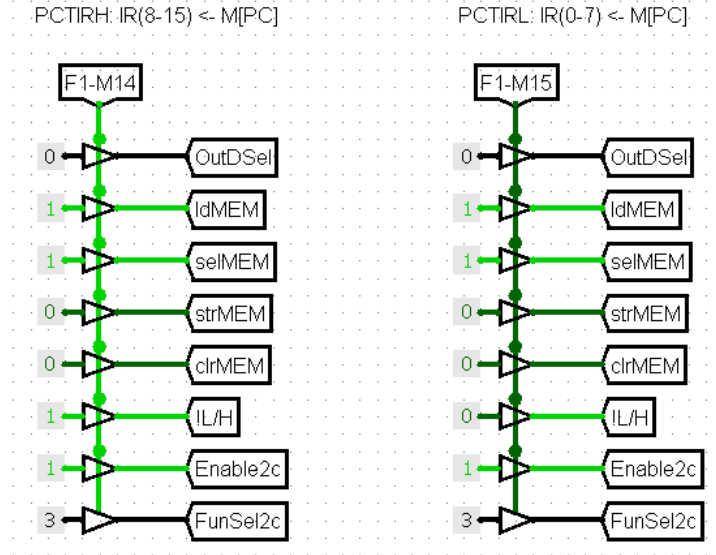 PCTIRH: IR(8-15) <- M[PC]
F1-M14
0 OutDSel
1 ldMEM
1 selMEM
0 strMEM
0 clrMEM
1 !L/H
1 Enable2c
3 FunSel2c
PCTIRL: IR(0-7) <- M[PC]
F1-M15
0 OutDSel
1 ldMEM
1 selMEM
0 strMEM
0 clrMEM
0 !L/H
1 Enable2c
3 FunSel2c